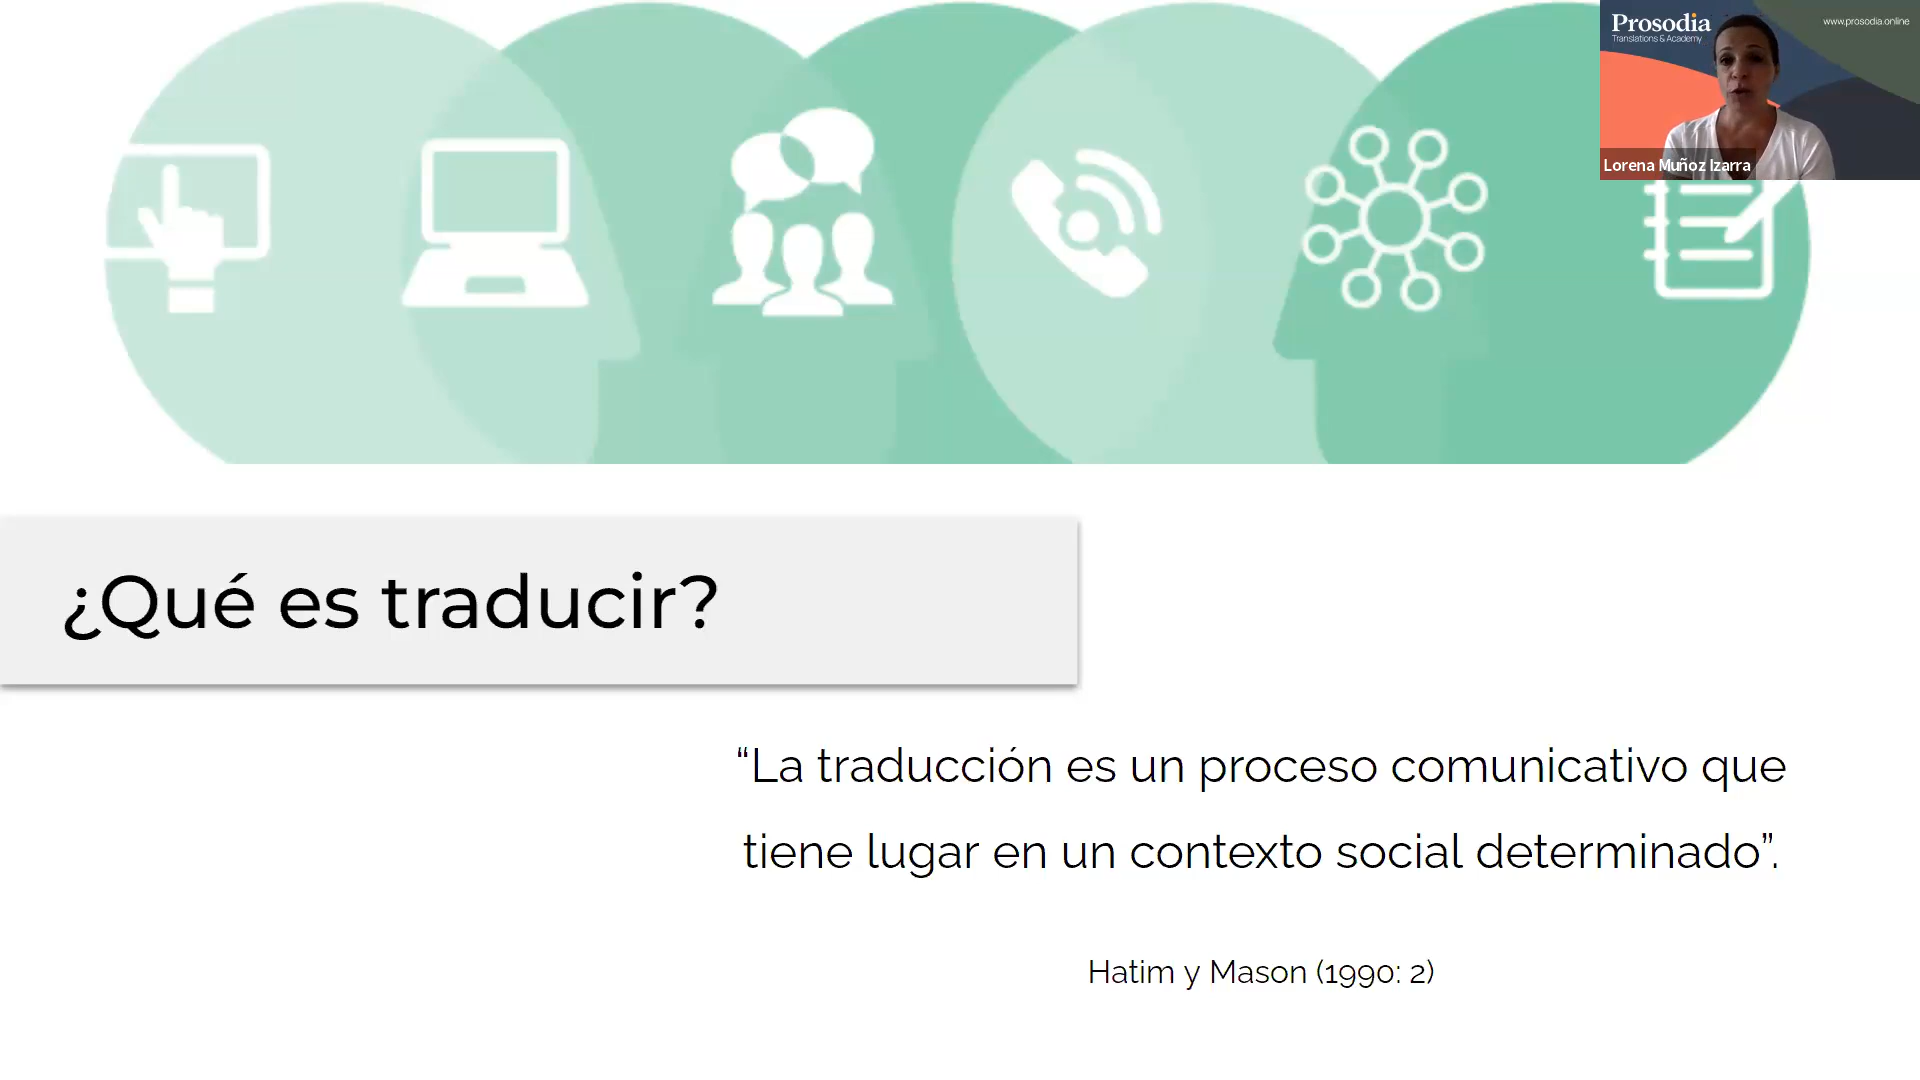 Prosodia
Translations & Academy
www.prosodia.online
Lorena Muñoz Izarra
¿Qué es traducir?
“La traducción es un proceso comunicativo que
tiene lugar en un contexto social determinado”.
Hatim y Mason (1990: 2)